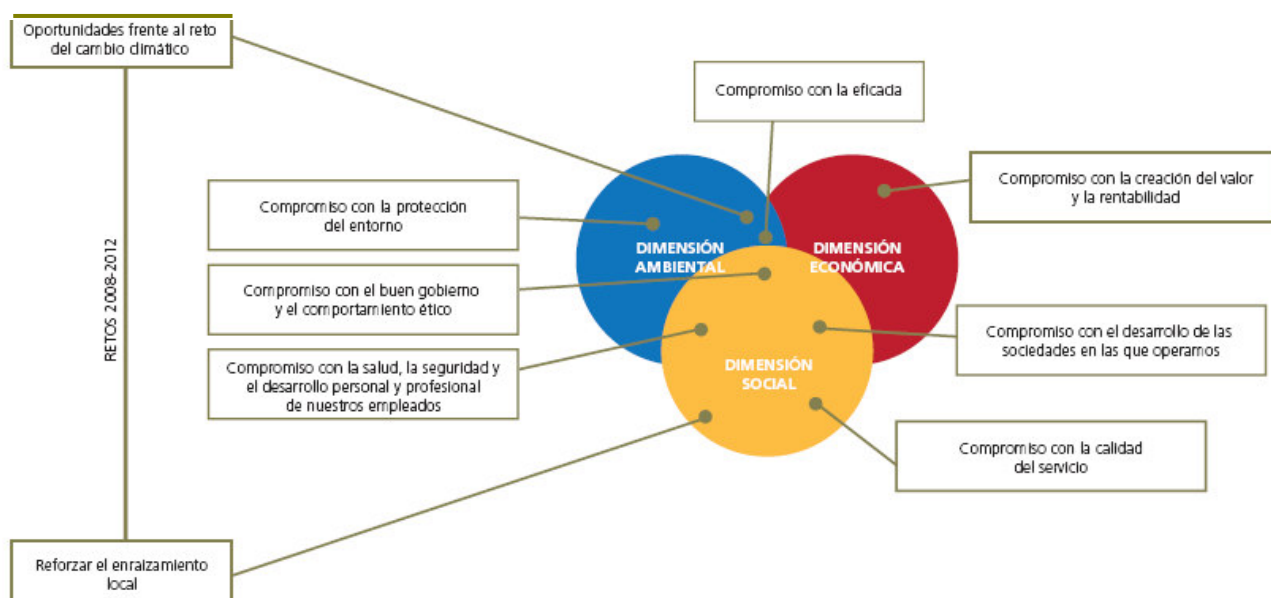 Oportunidades frente al reto
del cambio climático
Compromiso con la eficacia
Compromiso con la creación del valor
y la rentabilidad
Compromiso con la protección
del entorno
DIMENSIÓN
AMBIENTAL
DIMENSIÓN
ECONÓMICA
Compromiso con el buen gobierno
y el comportamiento ético
RETOS 2008-2012
Compromiso con el desarrollo de las
sociedades en las que operamos
Compromiso con la salud, la seguridad y
el desarrollo personal y profesional
de nuestros empleados
DIMENSIÓN
SOCIAL
Compromiso con la calidad
del servicio
Reforzar el enraizamiento
local